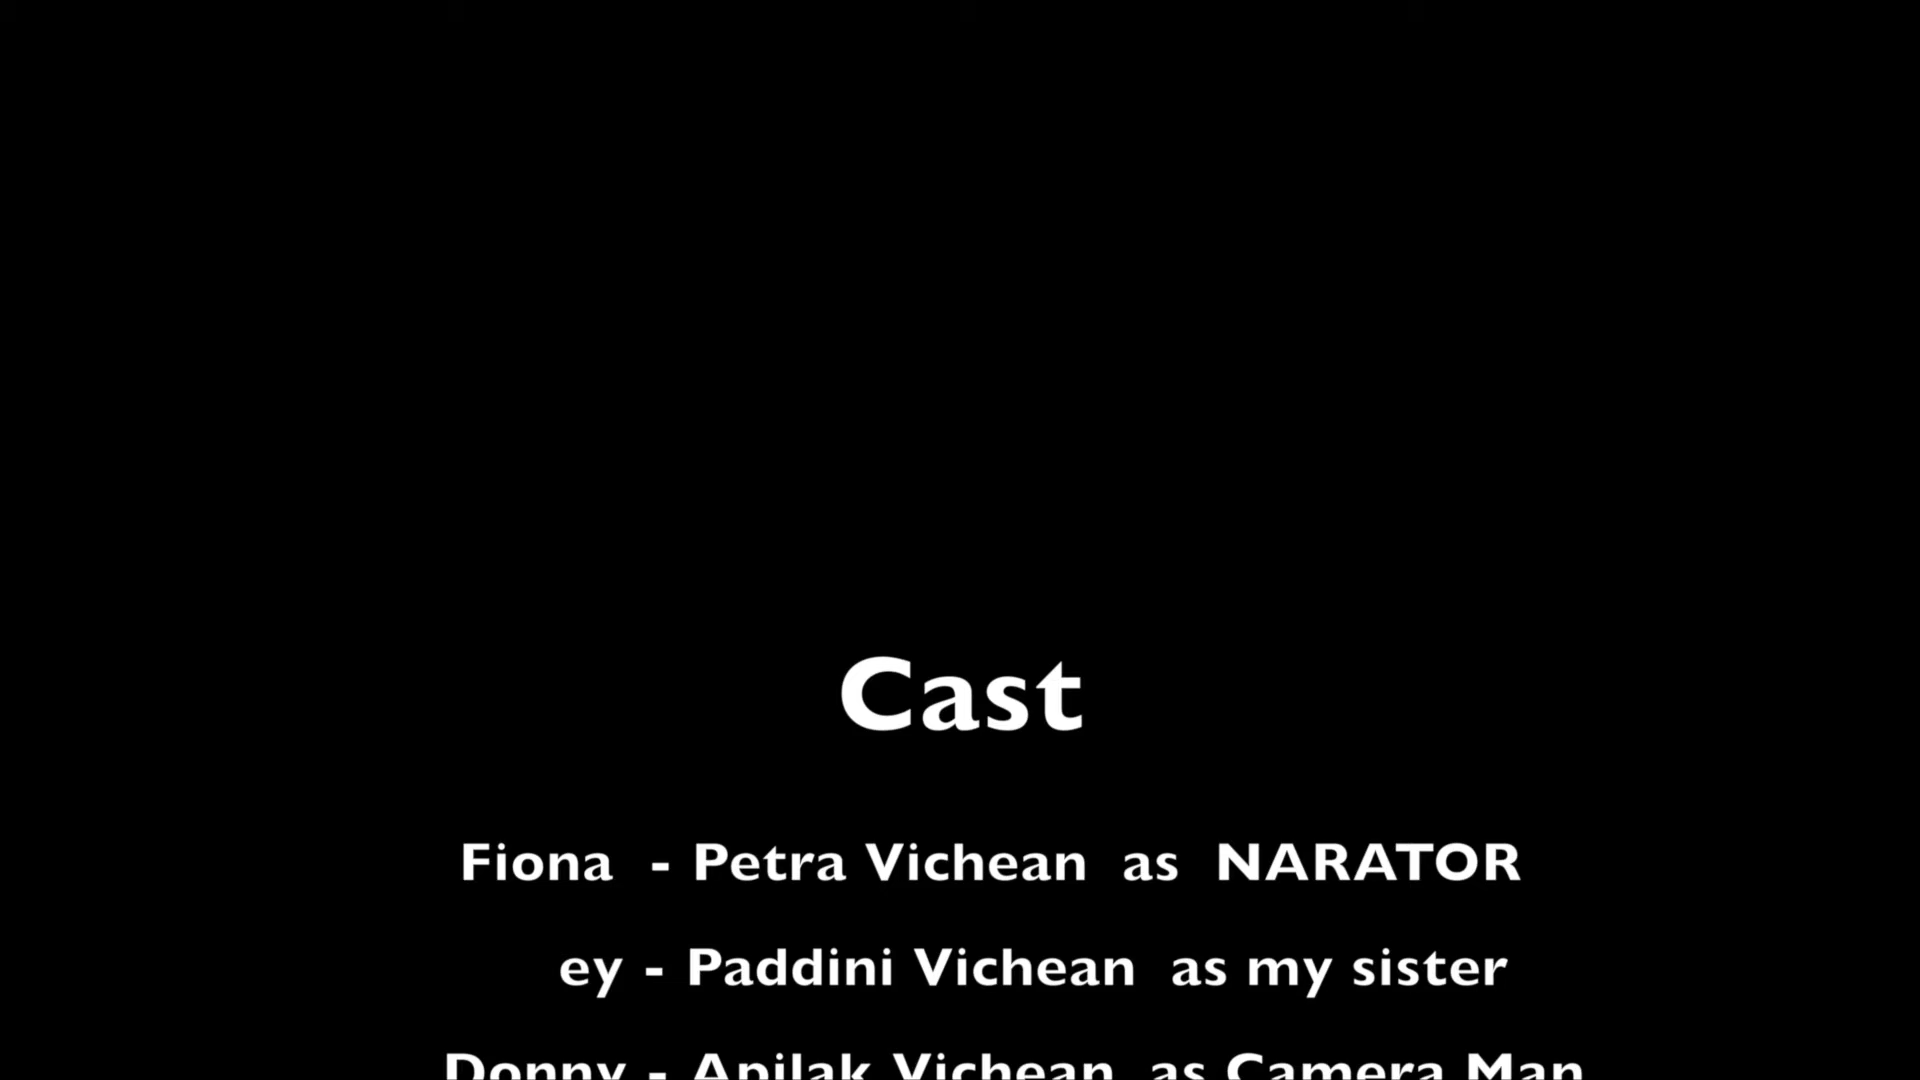 Cast
Fiona - Petra Vichean as NARATOR
ey - Paddini Vichean as my sister
Donny - Apilak Vichean as Camera Man